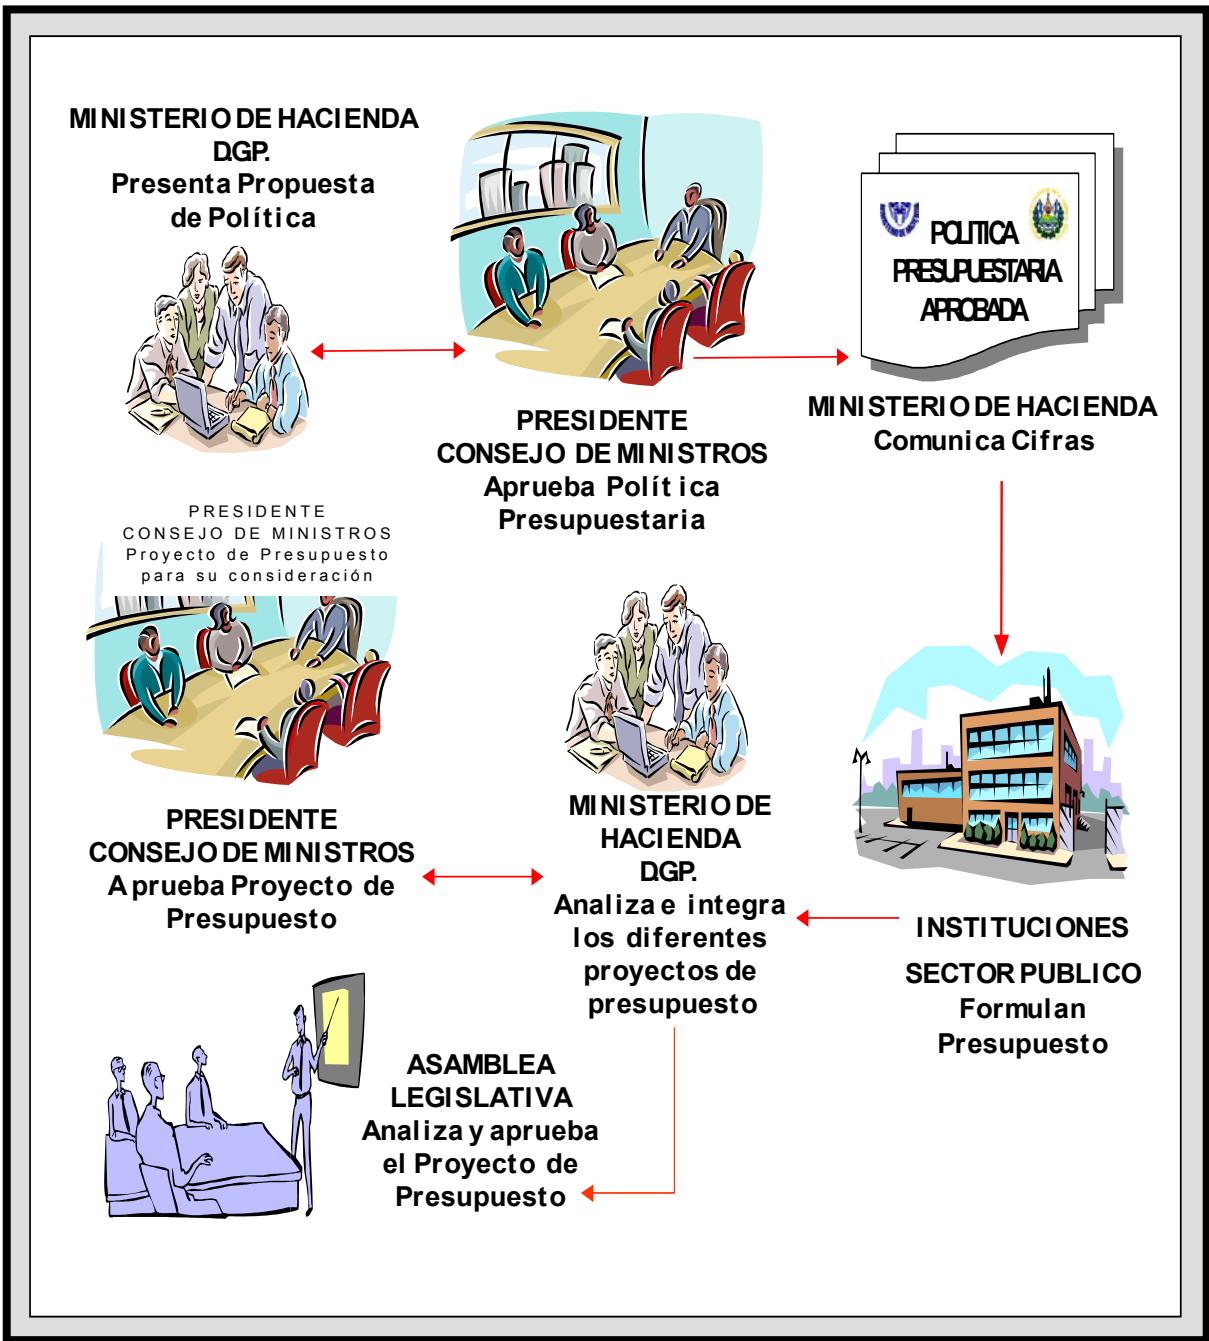 MINISTERIO DE HACIENDA
D.G.P.
Presenta Propuesta
de Política
PRESIDENTE
CONSEJO DE MINISTROS
Aprueba Política
Presupuestaria
POLITICA
PRESUPUESTARIA
APROBADA
MINISTERIO DE HACIENDA
Comunica Cifras
PRESIDENTE
CONSEJO DE MINISTROS
Proyecto de Presupuesto
para su consideración
PRESIDENTE
CONSEJO DE MINISTROS
Aprueba Proyecto de
Presupuesto
MINISTERIO DE
HACIENDA
D.G.P.
Analiza e integra
los diferentes
proyectos de
presupuesto
INSTITUCIONES
SECTOR PUBLICO
Formulan
Presupuesto
ASAMBLEA
LEGISLATIVA
Analiza y aprueba
el Proyecto de
Presupuesto